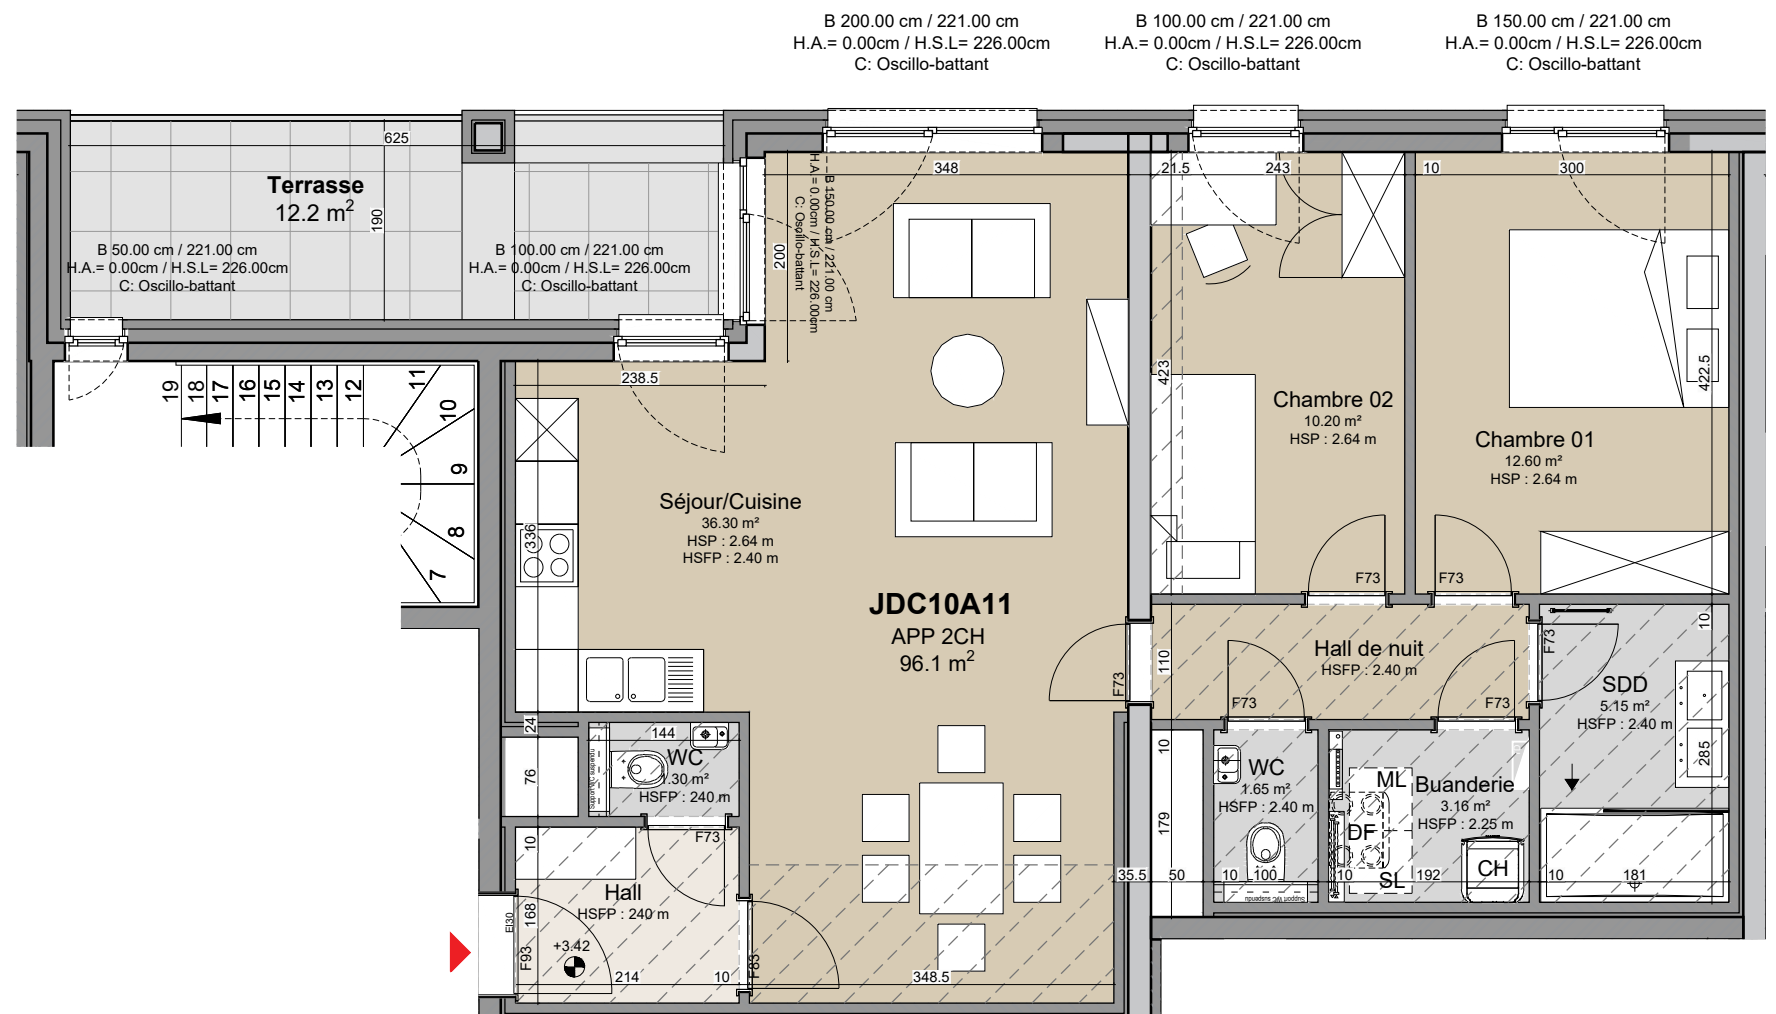 B 200.00 cm / 221.00 cm
H.A.= 0.00cm / H.S.L= 226.00cm
C: Oscillo-battant
B 100.00 cm / 221.00 cm
H.A.= 0.00cm / H.S.L= 226.00cm
C: Oscillo-battant
B 150.00 cm / 221.00 cm
H.A.= 0.00cm / H.S.L= 226.00cm
C: Oscillo-battant
625
Terrasse
12.2 m²
190
B 50.00 cm / 221.00 cm
H.A.= 0.00cm / H.S.L= 226.00cm
C: Oscillo-battant
B 100.00 cm / 221.00 cm
H.A.= 0.00cm / H.S.L= 226.00cm
C: Oscillo-battant
200
B 150.00 cm / 221.00 cm
H.A.= 0.00cm / H.S.L= 226.00cm
C: Oscillo-battant
348
21.5
243
10
300
19
18
17
16
15
14
13
12
11
10
9
8
7
238.5
336
Séjour/Cuisine
36.30 m²
HSP : 2.64 m
HSFP : 2.40 m
JDC10A11
APP 2CH
96.1 m²
423
Chambre 02
10.20 m²
HSP : 2.64 m
Chambre 01
12.60 m²
HSP : 2.64 m
422.5
F73
F73
10
Hall de nuit
HSFP : 2.40 m
110
F73
F73
F73
F73
SDD
5.15 m²
HSFP : 2.40 m
285
24
76
144
WC
1.30 m²
HSFP : 240 m
Support WC suspendu
F73
10
10
179
WC
1.65 m²
HSFP : 2.40 m
Support WC suspendu
ML
DF
SL
Buanderie
3.16 m²
HSFP : 2.25 m
CH
35.5
50
10
100
10
192
10
181
Hall
HSFP : 240 m
168
EI30
F93
+3.42
214
10
F83
348.5